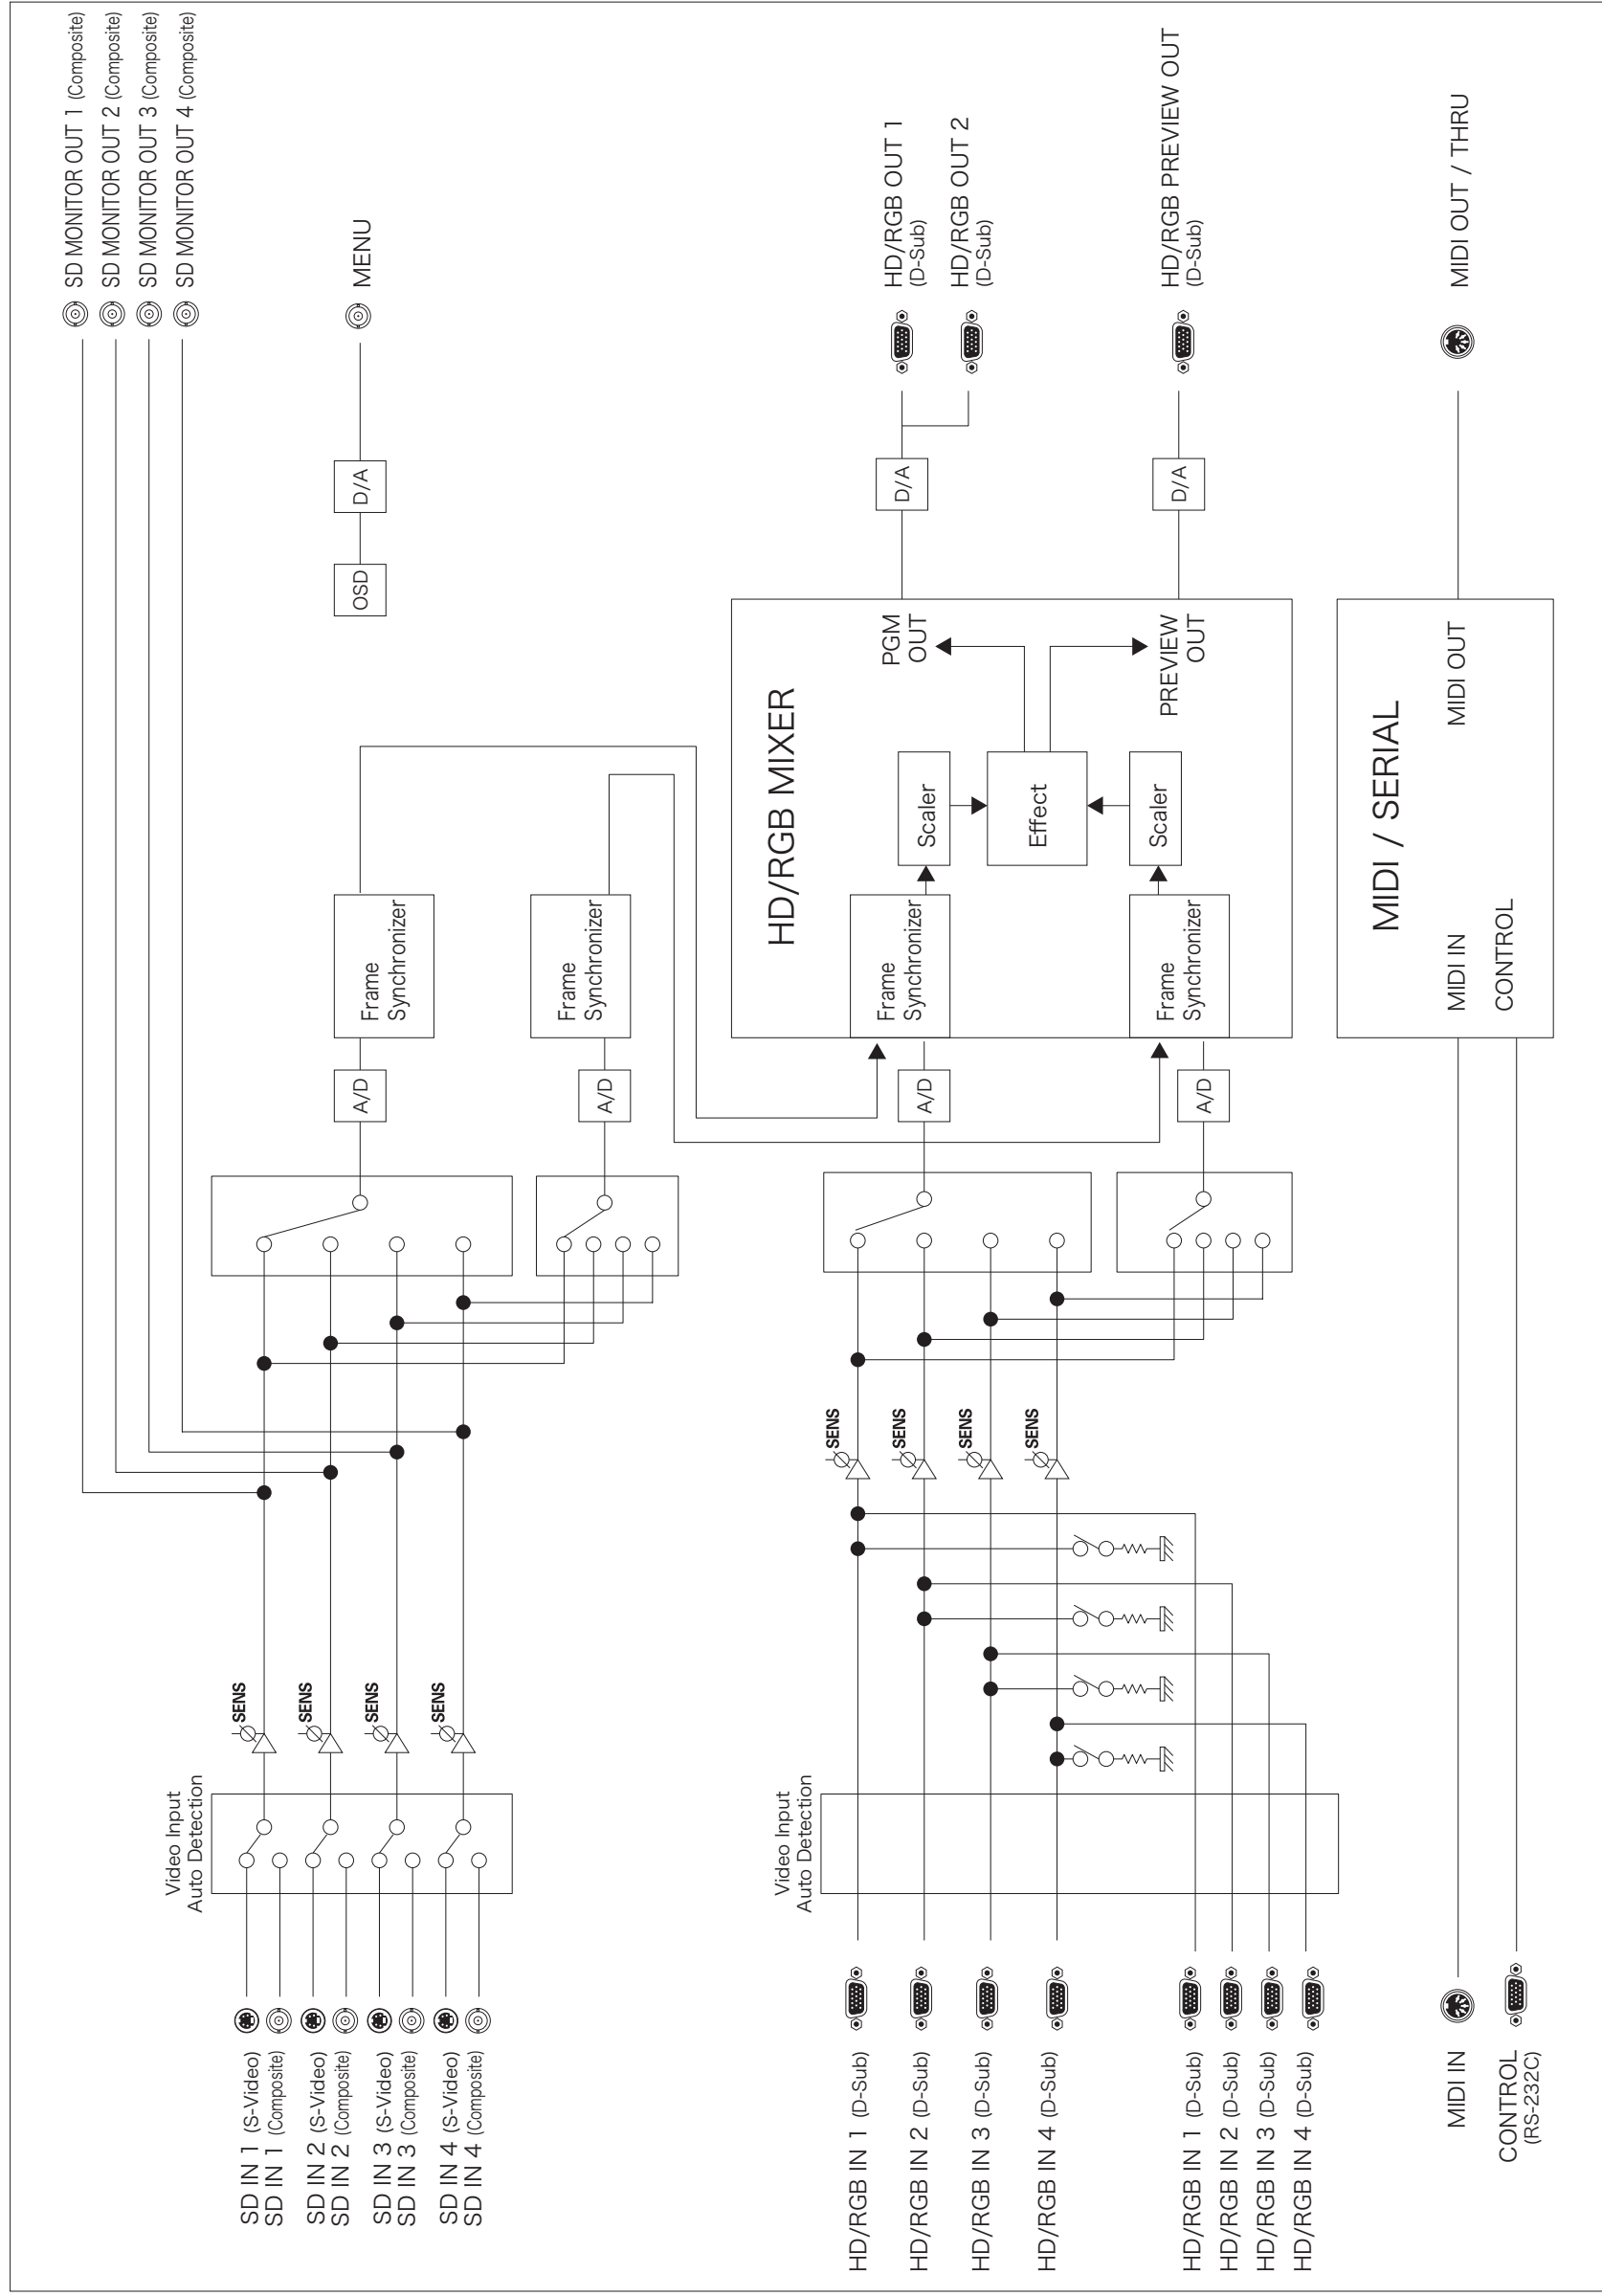 SD IN 1 (S-Video)
SD IN 1 (Composite)
SD IN 2 (S-Video)
SD IN 2 (Composite)
SD IN 3 (S-Video)
SD IN 3 (Composite)
SD IN 4 (S-Video)
SD IN 4 (Composite)
Video Input
Auto Detection
SENS
SENS
SENS
SENS
A/D
A/D
Frame
Synchronizer
Frame
Synchronizer
OSD
D/A
MENU
SD MONITOR OUT 1 (Composite)
SD MONITOR OUT 2 (Composite)
SD MONITOR OUT 3 (Composite)
SD MONITOR OUT 4 (Composite)
HD/RGB IN 1 (D-Sub)
HD/RGB IN 2 (D-Sub)
HD/RGB IN 3 (D-Sub)
HD/RGB IN 4 (D-Sub)
HD/RGB IN 1 (D-Sub)
HD/RGB IN 2 (D-Sub)
HD/RGB IN 3 (D-Sub)
HD/RGB IN 4 (D-Sub)
Video Input
Auto Detection
SENS
SENS
SENS
SENS
A/D
A/D
HD/RGB MIXER
Frame
Synchronizer
Frame
Synchronizer
Scaler
Effect
Scaler
PGM
OUT
PREVIEW
OUT
D/A
D/A
HD/RGB OUT 1
(D-Sub)
HD/RGB OUT 2
(D-Sub)
HD/RGB PREVIEW OUT
(D-Sub)
MIDI IN
CONTROL
(RS-232C)
MIDI / SERIAL
MIDI IN
CONTROL
MIDI OUT
MIDI OUT / THRU